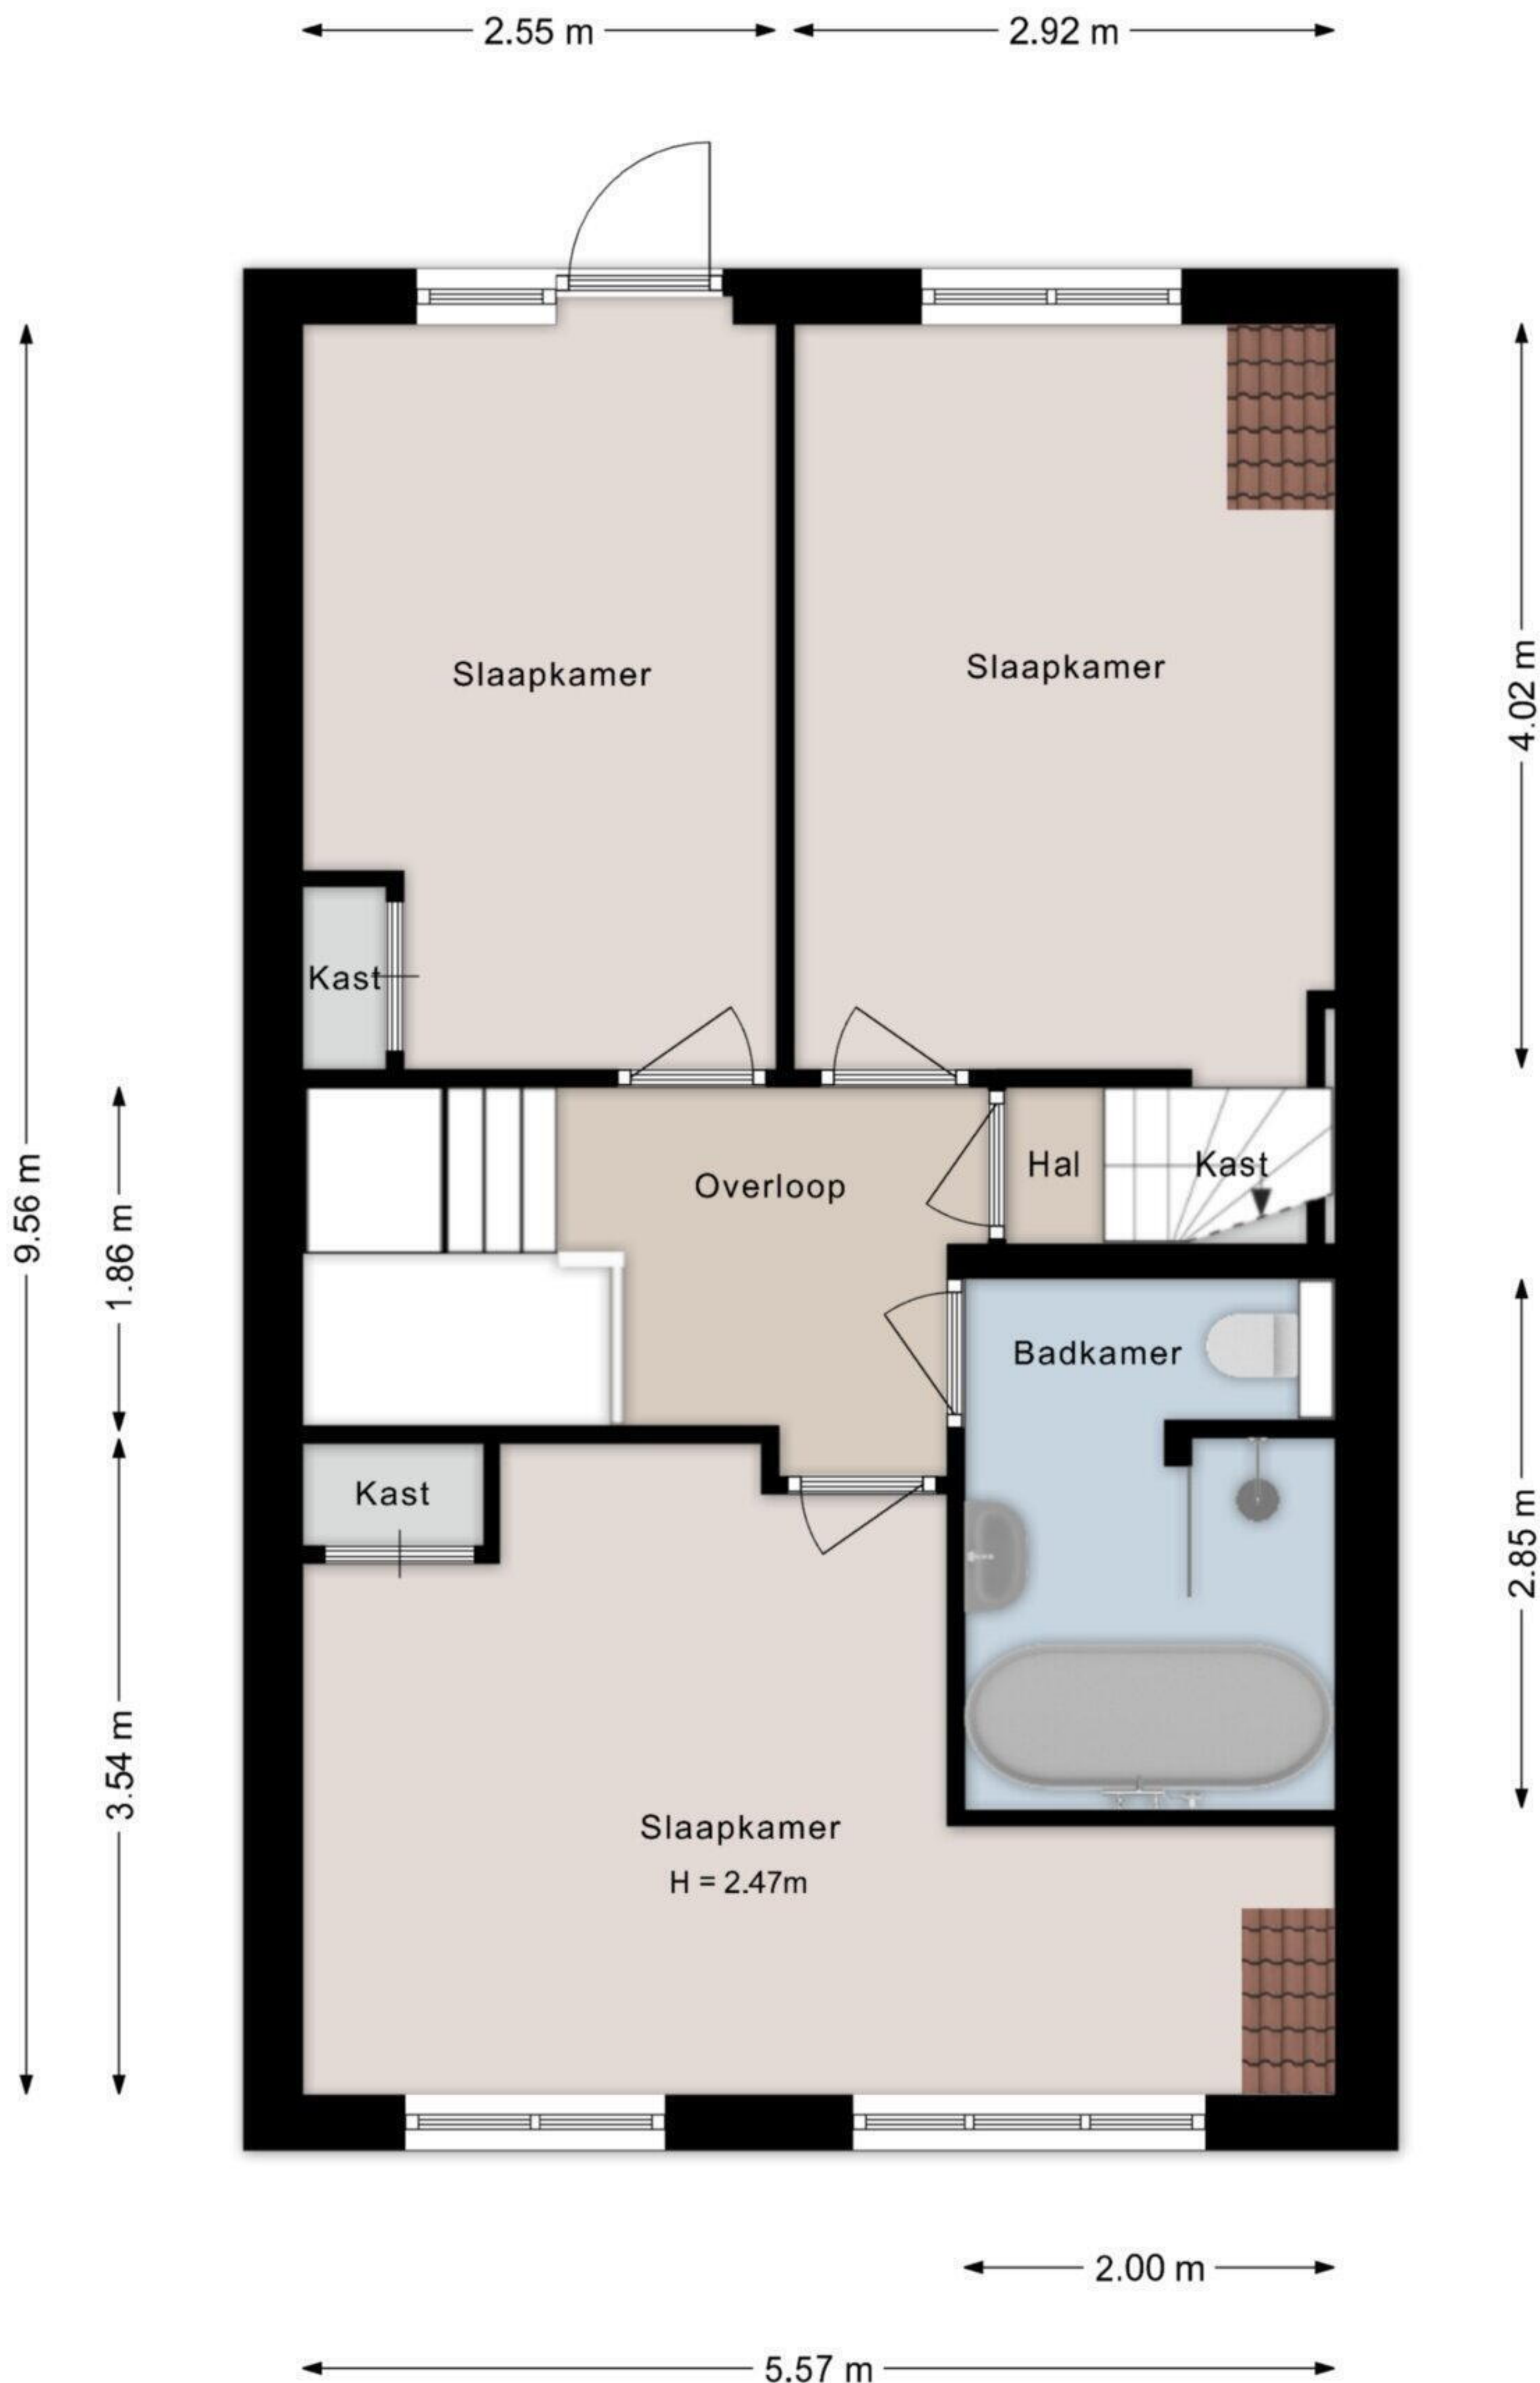 2.55 m
2.92 m
Slaapkamer
Slaapkamer
4.02 m
Kast
9.56 m
1.86 m
Overloop
Hal
Kast
Badkamer
Kast
2.85 m
3.54 m
Slaapkamer
H = 2.47m
2.00 m
5.57 m